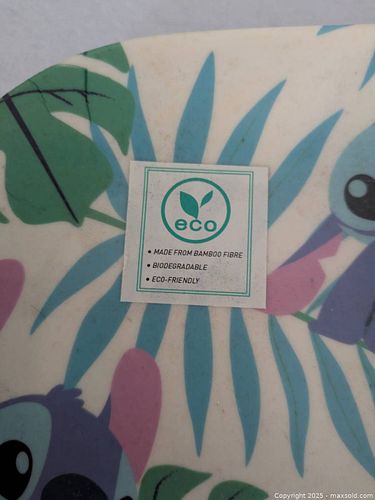 eco
• MADE FROM BAMBOO FIBRE
• BIODEGRADABLE
• ECO-FRIENDLY
Copyright 2025 - maxsold.com